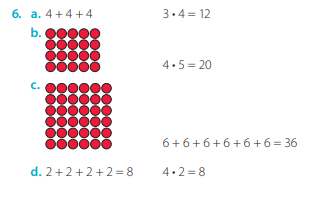 6. a. 4 + 4 + 4 3 • 4 = 12
b.
4 • 5 = 20
c.
6 + 6 + 6 + 6 + 6 + 6 = 36
d. 2 + 2 + 2 + 2 = 8 4 • 2 = 8